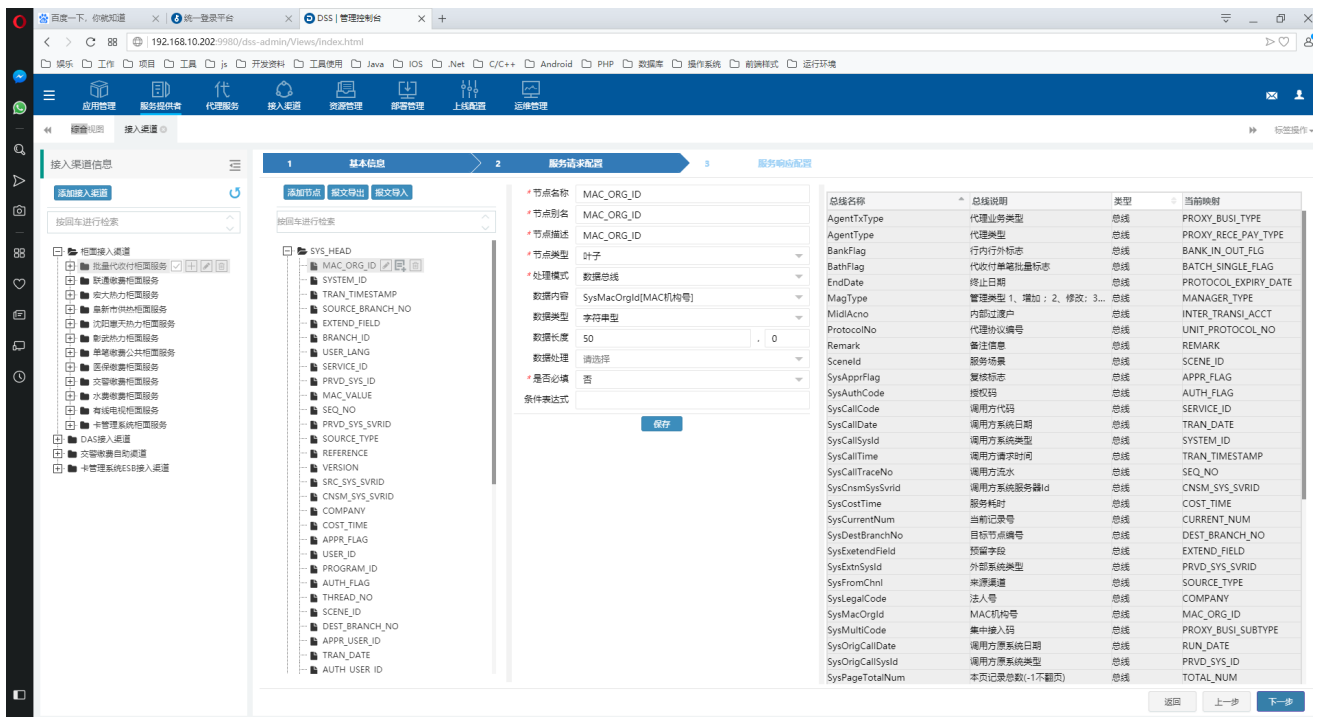 百度一下，你就知道
统一登录平台
DSS | 管理控制台
192.168.10.202:9980/dss-admin/Views/index.html
娱乐 工作 项目 工具 js 开发资料 工具使用 Java IOS .Net C/C++ Android PHP 数据库 操作系统 前端样式 运行环境
应用管理 服务提供者 代理服务 接入渠道 资源管理 部署管理 上线配置 运维管理
综合视图 接入渠道 标签操作
接入渠道信息
添加接入渠道
按回车进行检索
柜面接入渠道
批量代收付柜面服务
联通缴费柜面服务
宏大热力柜面服务
阜新市供热柜面服务
沈阳惠天热力柜面服务
彰武热力柜面服务
单笔缴费公共柜面服务
医保缴费柜面服务
交警缴费柜面服务
水费缴费柜面服务
有线电视柜面服务
卡管理系统柜面服务
DAS接入渠道
交警缴费自助渠道
卡管理系统ESB接入渠道
1 基本信息 2 服务请求配置 3 服务响应配置
添加节点 报文导出 报文导入
按回车进行检索
SYS_HEAD
MAC_ORG_ID
SYSTEM_ID
TRAN_TIMESTAMP
SOURCE_BRANCH_NO
EXTEND_FIELD
BRANCH_ID
USER_LANG
SERVICE_ID
PRVD_SYS_ID
MAC_VALUE
SEQ_NO
PRVD_SYS_SVRID
SOURCE_TYPE
REFERENCE
VERSION
SRC_SYS_SVRID
CNSM_SYS_SVRID
COMPANY
COST_TIME
APPR_FLAG
USER_ID
PROGRAM_ID
AUTH_FLAG
THREAD_NO
SCENE_ID
DEST_BRANCH_NO
APPR_USER_ID
TRAN_DATE
AUTH USER ID
*节点名称 MAC_ORG_ID
*节点别名 MAC_ORG_ID
*节点描述 MAC_ORG_ID
*节点类型 叶子
*处理模式 数据总线
数据内容 SysMacOrgId[MAC机构号]
数据类型 字符串型
数据长度 50 , 0
数据处理 请选择
*是否必填 否
条件表达式
保存
总线名称 总线说明 类型 当前映射
AgentTxType 代理业务类型 总线 PROXY_BUSI_TYPE
AgentType 代理类型 总线 PROXY_RECE_PAY_TYPE
BankFlag 行内行外标志 总线 BANK_IN_OUT_FLG
BathFlag 代收付单笔批量标志 总线 BATCH_SINGLE_FLAG
EndDate 终止日期 总线 PROTOCOL_EXPIRY_DATE
MagType 管理类型 1、增加；2、修改；3... 总线 MANAGER_TYPE
MidlAcno 内部过渡户 总线 INTER_TRANSI_ACCT
ProtocolNo 代理协议编号 总线 UNIT_PROTOCOL_NO
Remark 备注信息 总线 REMARK
SceneId 服务场景 总线 SCENE_ID
SysApprFlag 复核标志 总线 APPR_FLAG
SysAuthCode 授权码 总线 AUTH_FLAG
SysCallCode 调用方代码 总线 SERVICE_ID
SysCallDate 调用方系统日期 总线 TRAN_DATE
SysCallSysId 调用方系统类型 总线 SYSTEM_ID
SysCallTime 调用方请求时间 总线 TRAN_TIMESTAMP
SysCallTraceNo 调用方流水 总线 SEQ_NO
SysCnsmSysSvrid 调用方系统服务器Id 总线 CNSM_SYS_SVRID
SysCostTime 服务耗时 总线 COST_TIME
SysCurrentNum 当前记录号 总线 CURRENT_NUM
SysDestBranchNo 目标节点编号 总线 DEST_BRANCH_NO
SysExetendField 预留字段 总线 EXTEND_FIELD
SysExtnSysId 外部系统类型 总线 PRVD_SYS_SVRID
SysFromChnl 来源渠道 总线 SOURCE_TYPE
SysLegalCode 法人号 总线 COMPANY
SysMacOrgId MAC机构号 总线 MAC_ORG_ID
SysMultiCode 集中接入码 总线 PROXY_BUSI_SUBTYPE
SysOrigCallDate 调用方原系统日期 总线 RUN_DATE
SysOrigCallSysId 调用方原系统类型 总线 PRVD_SYS_ID
SysPageTotalNum 本页记录总数(-1不翻页) 总线 TOTAL_NUM
返回 上一步 下一步